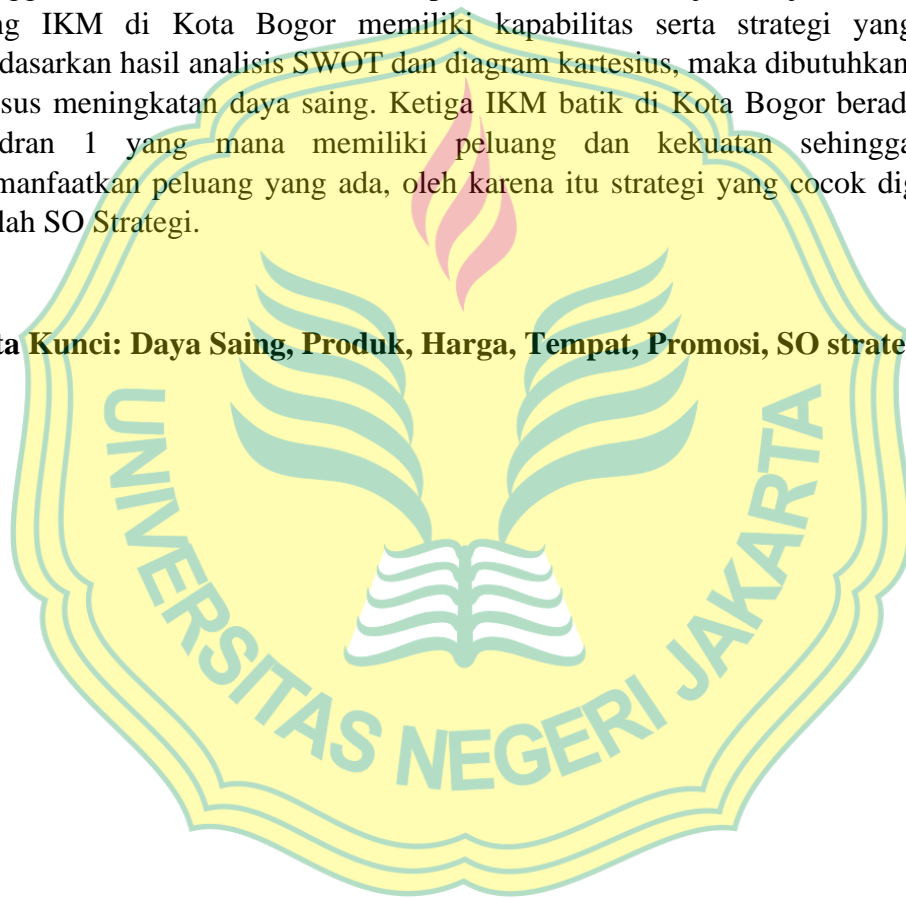 ng IKM di Kota Bogor memiliki kapabilitas serta strategi yang
dasarkan hasil analisis SWOT dan diagram kartesius, maka dibutuhkan
sus meningkatan daya saing. Ketiga IKM batik di Kota Bogor berad
dran 1 yang mana memiliki peluang dan kekuatan sehingga
manfaatkan peluang yang ada, oleh karena itu strategi yang cocok dig
lah SO Strategi.
ta Kunci: Daya Saing, Produk, Harga, Tempat, Promosi, SO strate
UNIVERSITAS NEGERI JAKARTA